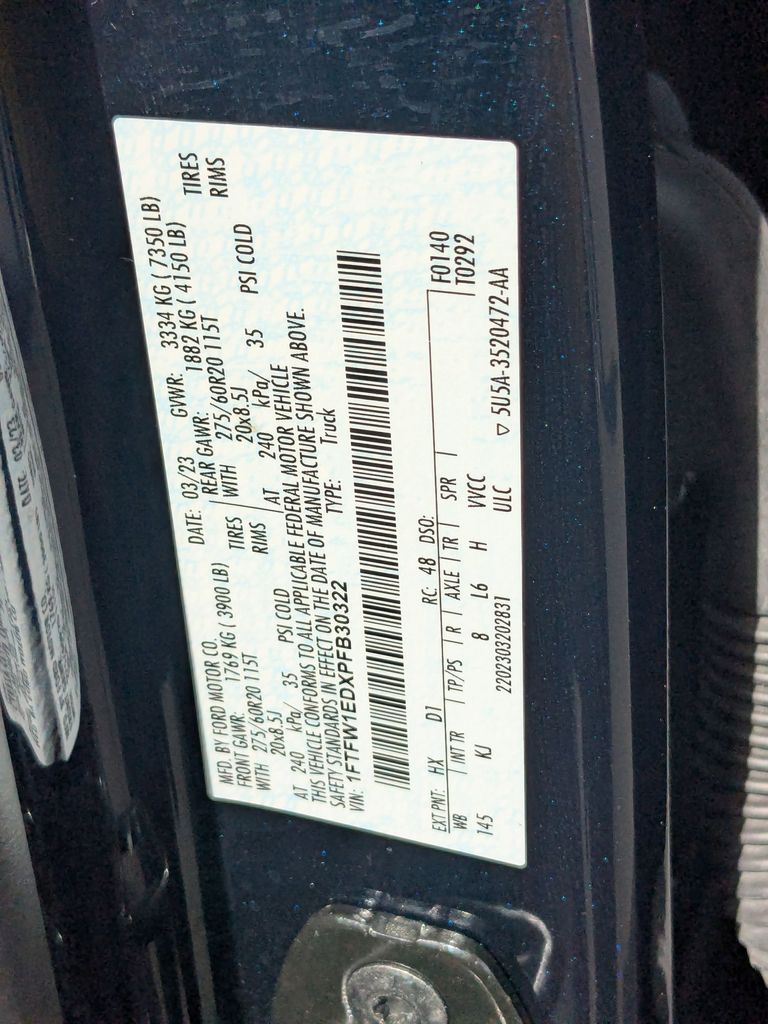 MFD. BY FORD MOTOR CO.
DATE: 03/23 GVWR: 3334 KG ( 7350 LB)
FRONT GAWR: 1769 KG ( 3900 LB) REAR GAWR: 1882 KG ( 4150 LB)
WITH 275/60R20 115T TIRES WITH 275/60R20 115T TIRES
20x8.5J RIMS 20x8.5J RIMS
AT 240 kPa/ 35 PSI COLD AT 240 kPa/ 35 PSI COLD
THIS VEHICLE CONFORMS TO ALL APPLICABLE FEDERAL MOTOR VEHICLE
SAFETY STANDARDS IN EFFECT ON THE DATE OF MANUFACTURE SHOWN ABOVE.
VIN: 1FTFW1EDXPFB30322 TYPE: Truck
EXT PNT: HX D1 RC: 48 DSO: F0140
WB INT TR TP/PS R AXLE TR SPR T0292
145 KJ 8 L6 H WCC
2202303202831 ULC ▽ 5U5A-3520472-AA
DATE 03/23